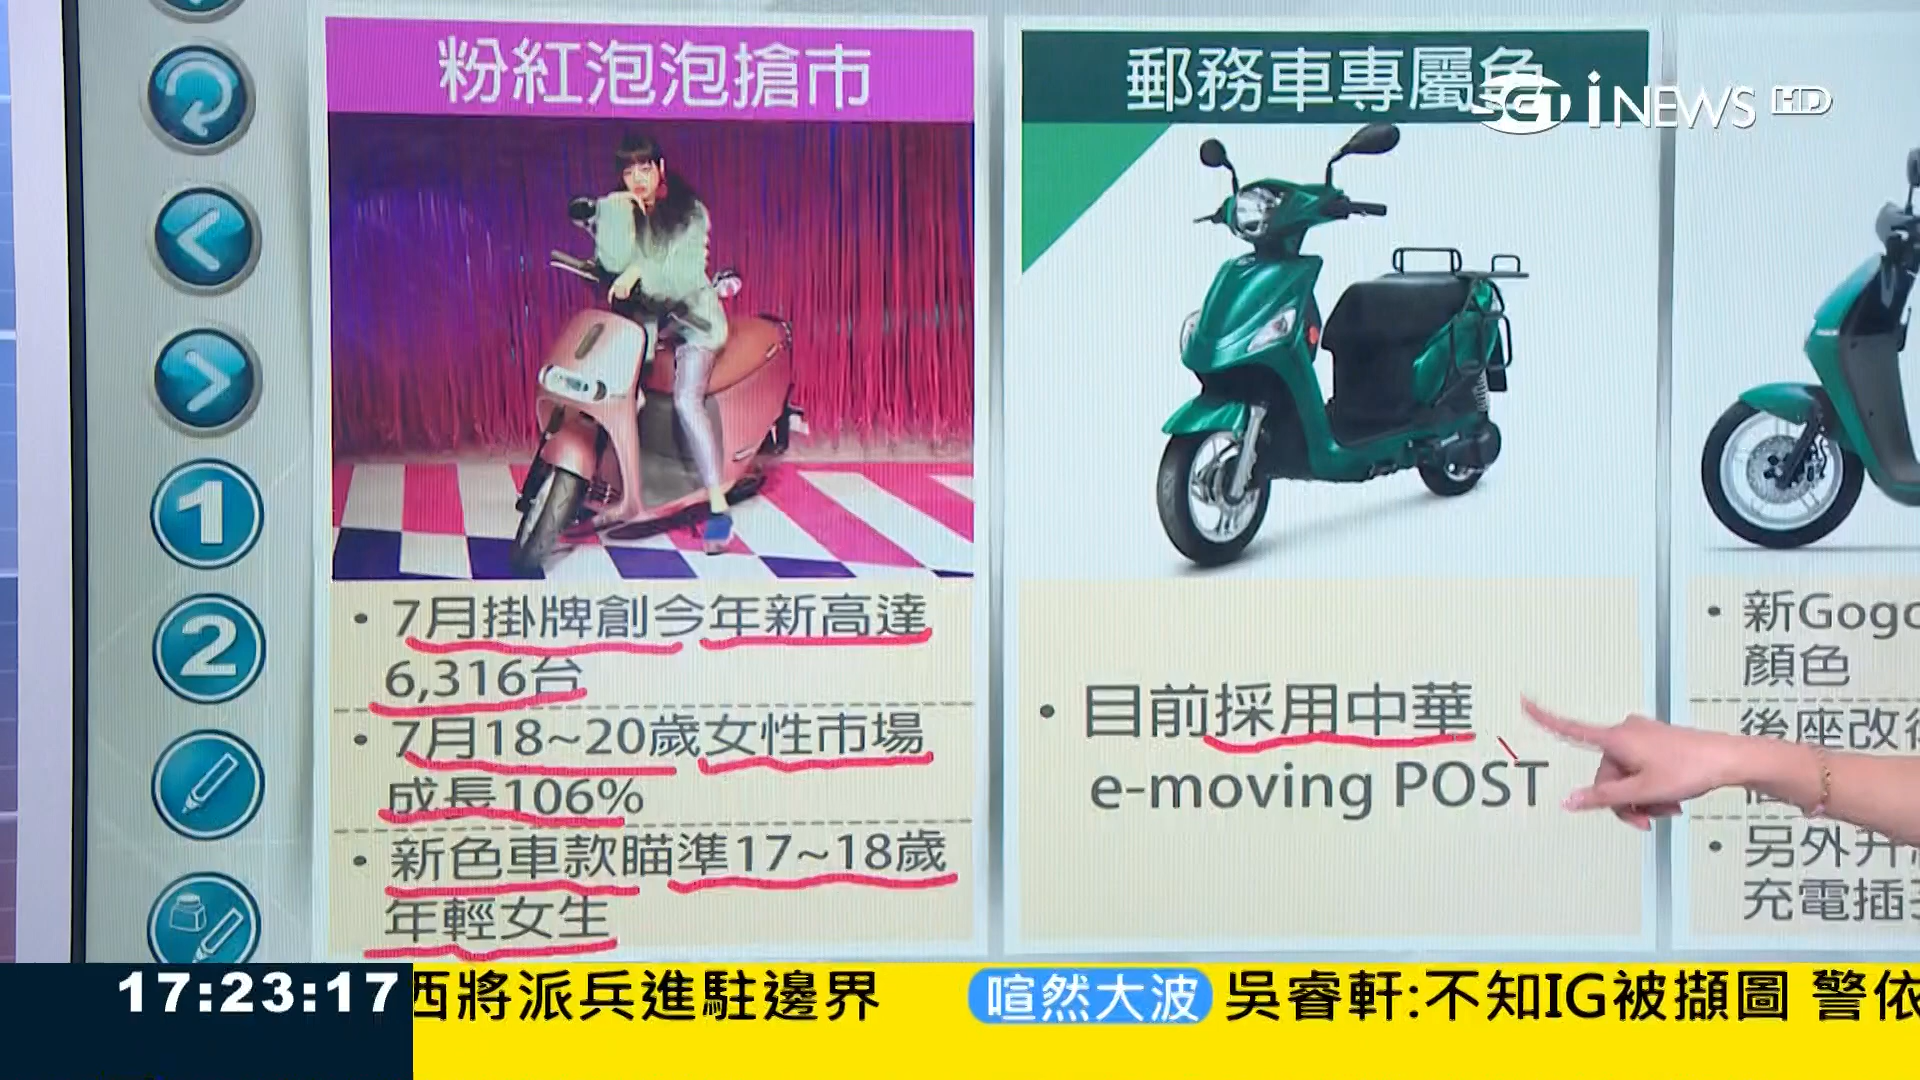 粉紅泡泡搶市
7月掛牌創今年新高達
6,316台
7月18~20歲女性市場
成長106%
新色車款瞄準17~18歲
年輕女生
郵務車專屬色
iNEWS HD
目前採用中華
e-moving POST
新Gogo
顏色
後座改
另外升
充電插
1
2
17:23:17
西將派兵進駐邊界
喧然大波
吳睿軒:不知IG被擷圖 警依